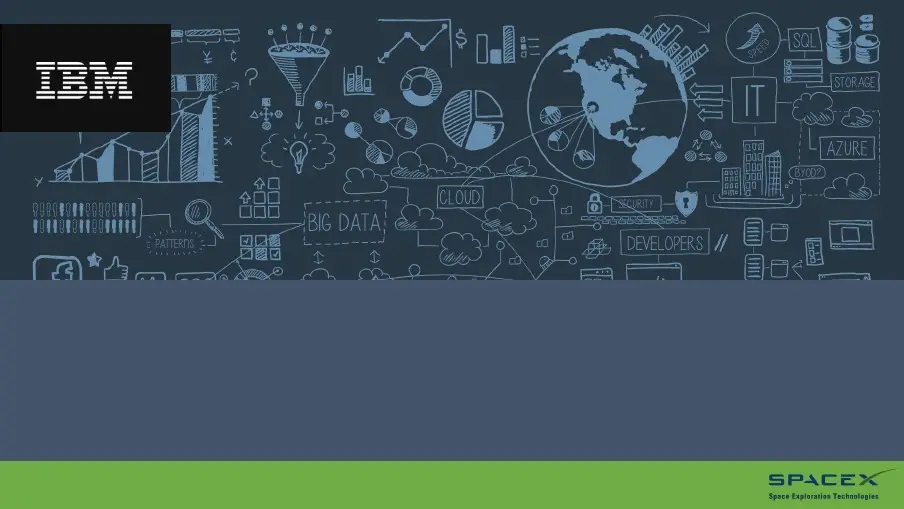 IBM
¥ ¢
$
SPEED
SQL
STORAGE
IT
?
X
AZURE
BYOD?
Y
CLOUD
SECURITY
BIG DATA
PATTERNS
DEVELOPERS //
f
SPACEX
Space Exploration Technologies